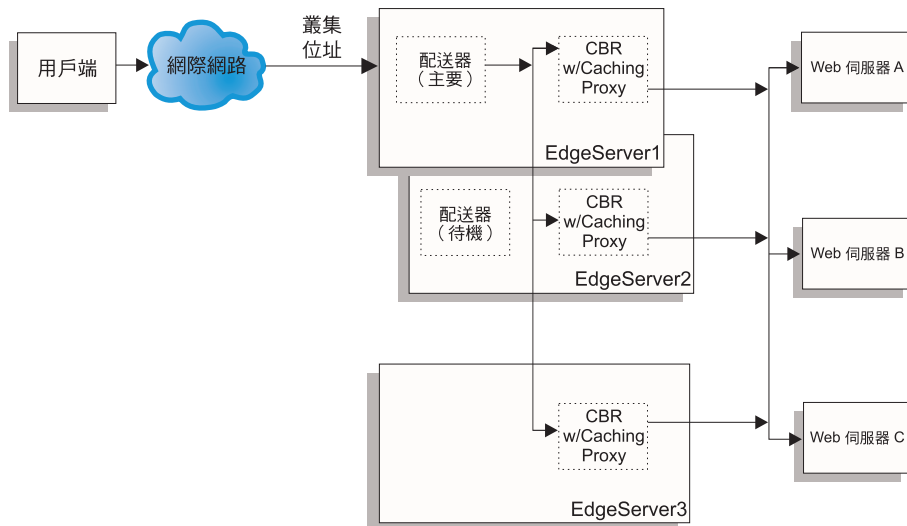 用戶端
網際網路
叢集
位址
配送器
（主要）
CBR
w/Caching
Proxy
EdgeServer1
配送器
（待機）
CBR
w/Caching
Proxy
EdgeServer2
CBR
w/Caching
Proxy
EdgeServer3
Web 伺服器 A
Web 伺服器 B
Web 伺服器 C